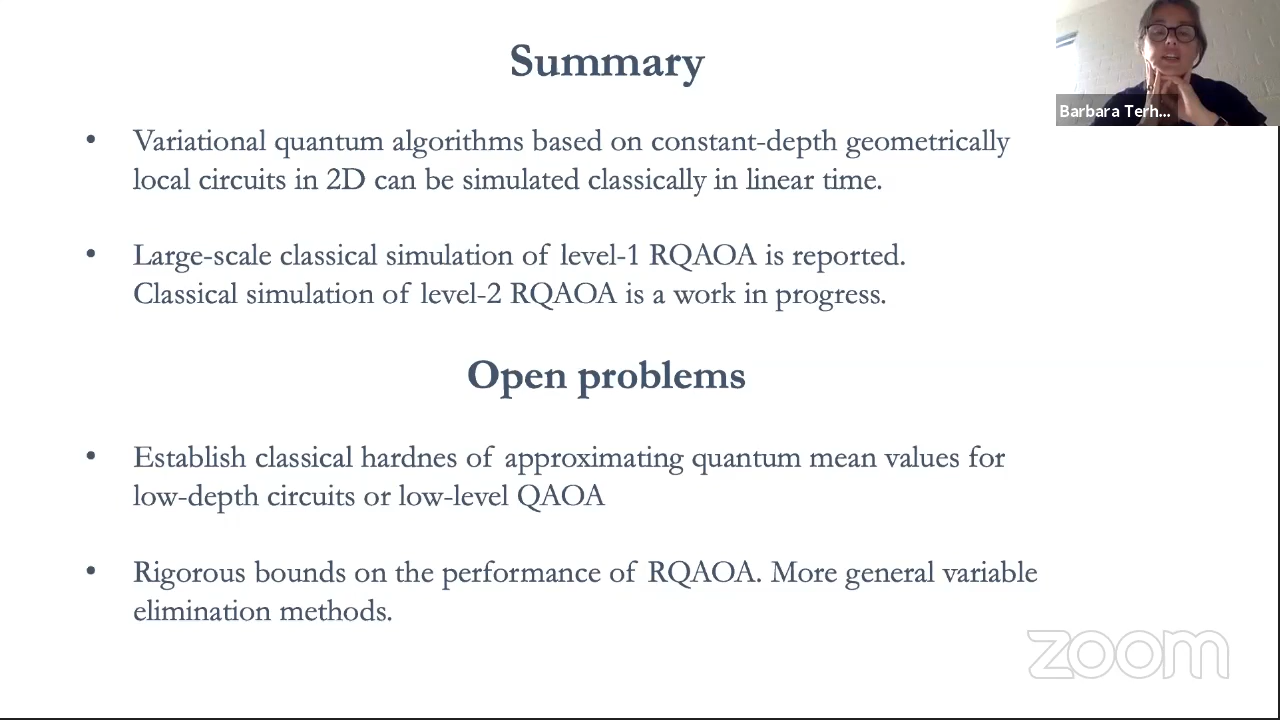 Summary
Barbara Terh...
• Variational quantum algorithms based on constant-depth geometrically
local circuits in 2D can be simulated classically in linear time.
• Large-scale classical simulation of level-1 RQAOA is reported.
Classical simulation of level-2 RQAOA is a work in progress.
Open problems
• Establish classical hardnes of approximating quantum mean values for
low-depth circuits or low-level QAOA
• Rigorous bounds on the performance of RQAOA. More general variable
elimination methods.
zoom